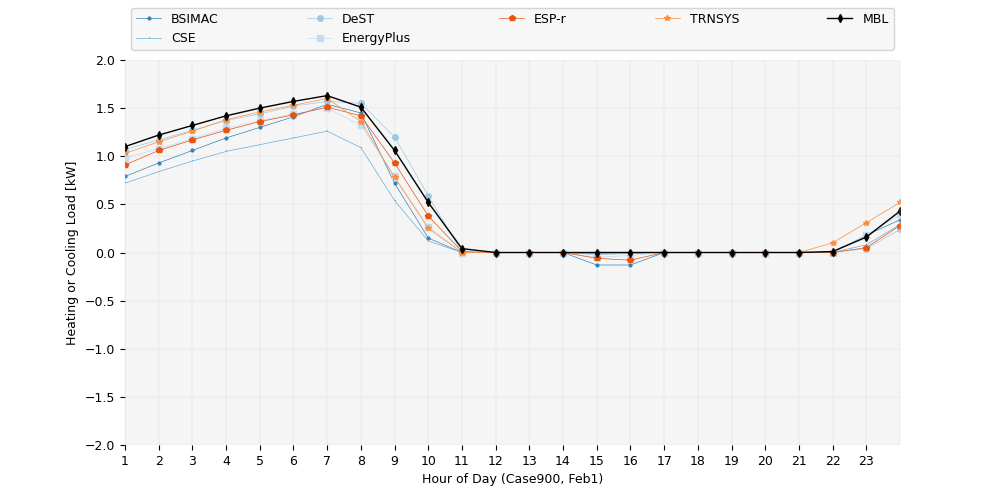 BSIMAC DeST ESP-r TRNSYS MBL
CSE EnergyPlus
2.0
1.5
1.0
0.5
0.0
−0.5
−1.0
−1.5
−2.0
Heating or Cooling Load [kW]
1 2 3 4 5 6 7 8 9 10 11 12 13 14 15 16 17 18 19 20 21 22 23
Hour of Day (Case900, Feb1)